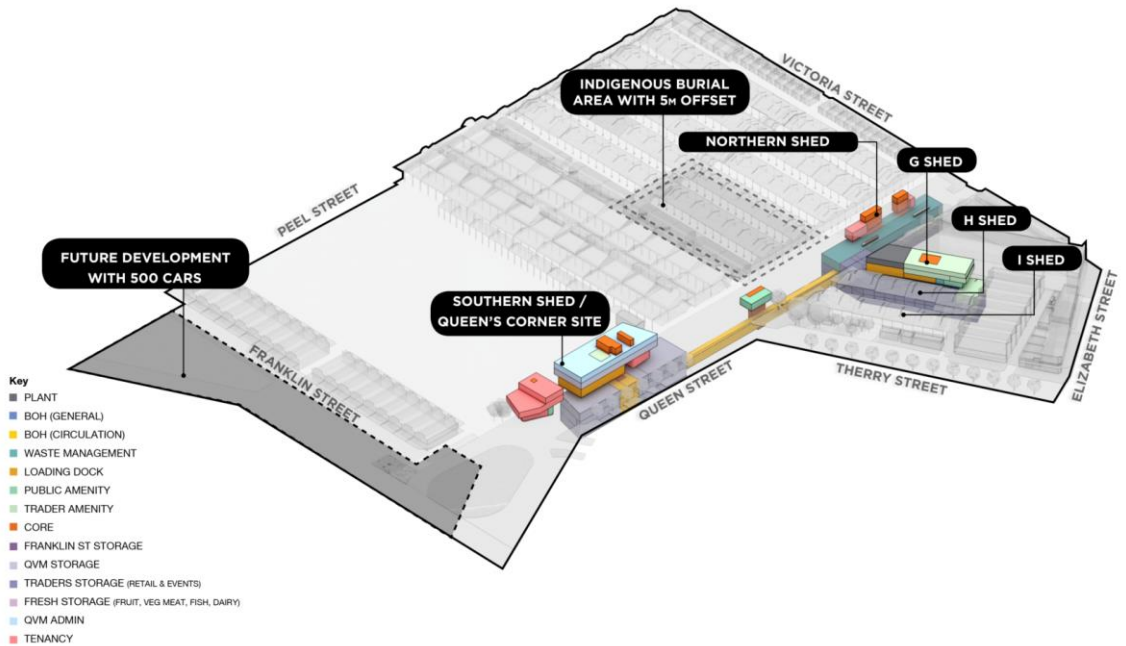 VICTORIA STREET
INDIGENOUS BURIAL
AREA WITH 5M OFFSET
NORTHERN SHED
G SHED
H SHED
I SHED
PEEL STREET
FUTURE DEVELOPMENT
WITH 500 CARS
SOUTHERN SHED /
QUEEN'S CORNER SITE
FRANKLIN STREET
QUEEN STREET
THERRY STREET
ELIZABETH STREET
Key
PLANT
BOH (GENERAL)
BOH (CIRCULATION)
WASTE MANAGEMENT
LOADING DOCK
PUBLIC AMENITY
TRADER AMENITY
CORE
FRANKLIN ST STORAGE
QVM STORAGE
TRADERS STORAGE (RETAIL & EVENTS)
FRESH STORAGE (FRUIT, VEG MEAT, FISH, DAIRY)
QVM ADMIN
TENANCY